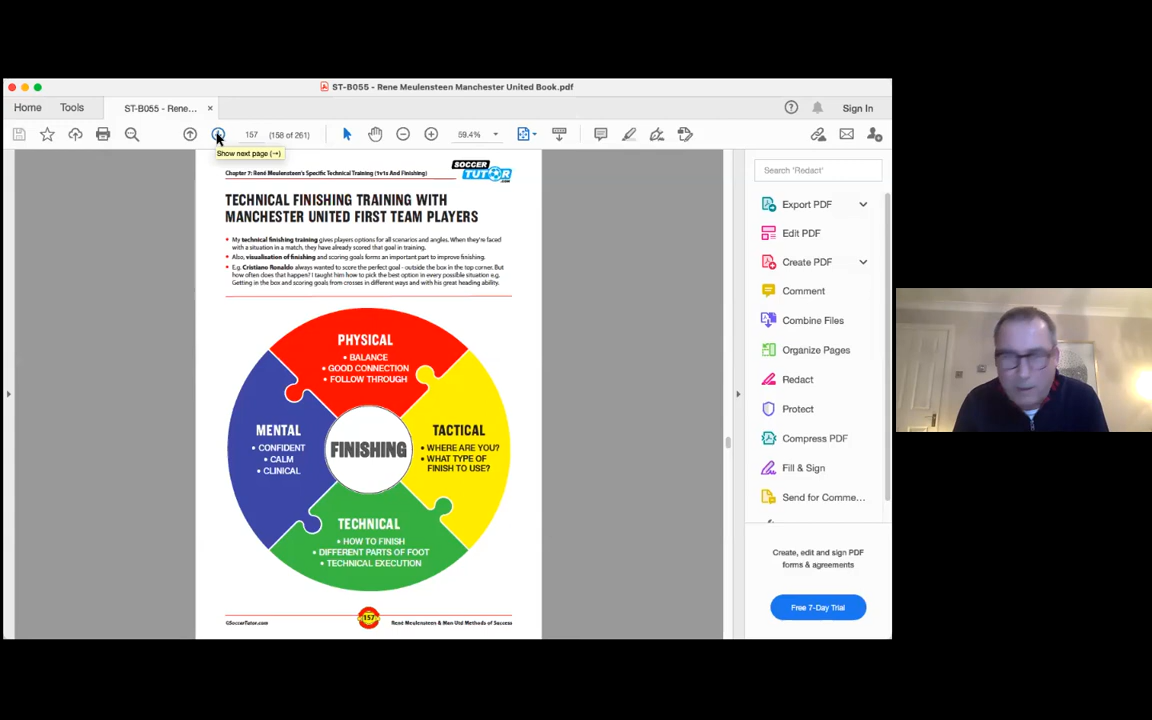 ST-B055 - Rene Meulensteen Manchester United Book.pdf
Home
Tools
ST-B055 - Rene...
×
Sign In
157
(158 of 261)
59.4%
Show next page (→)
Chapter 7: René Meulensteen's Specific Technical Training (1v1s And Finishing)
SOCCER
TUTOR
.COM
TECHNICAL FINISHING TRAINING WITH
MANCHESTER UNITED FIRST TEAM PLAYERS
• My technical finishing training gives players options for all scenarios and angles. When they're faced
with a situation in a match, they have already scored that goal in training.
• Also, visualisation of finishing and scoring goals forms an important part to improve finishing.
• E.g. Cristiano Ronaldo always wanted to score the perfect goal - outside the box in the top corner. But
how often does that happen? I taught him how to pick the best option in every possible situation e.g.
Getting in the box and scoring goals from crosses in different ways and with his great heading ability.
PHYSICAL
• BALANCE
• GOOD CONNECTION
• FOLLOW THROUGH
MENTAL
• CONFIDENT
• CALM
• CLINICAL
FINISHING
TACTICAL
• WHERE ARE YOU?
• WHAT TYPE OF
FINISH TO USE?
TECHNICAL
• HOW TO FINISH
• DIFFERENT PARTS OF FOOT
• TECHNICAL EXECUTION
©SoccerTutor.com
157
René Meulensteen & Man Utd Methods of Success
Search 'Redact'
Export PDF
Edit PDF
Create PDF
Comment
Combine Files
Organize Pages
Redact
Protect
Compress PDF
Fill & Sign
Send for Comme...
Create, edit and sign PDF
forms & agreements
Free 7-Day Trial